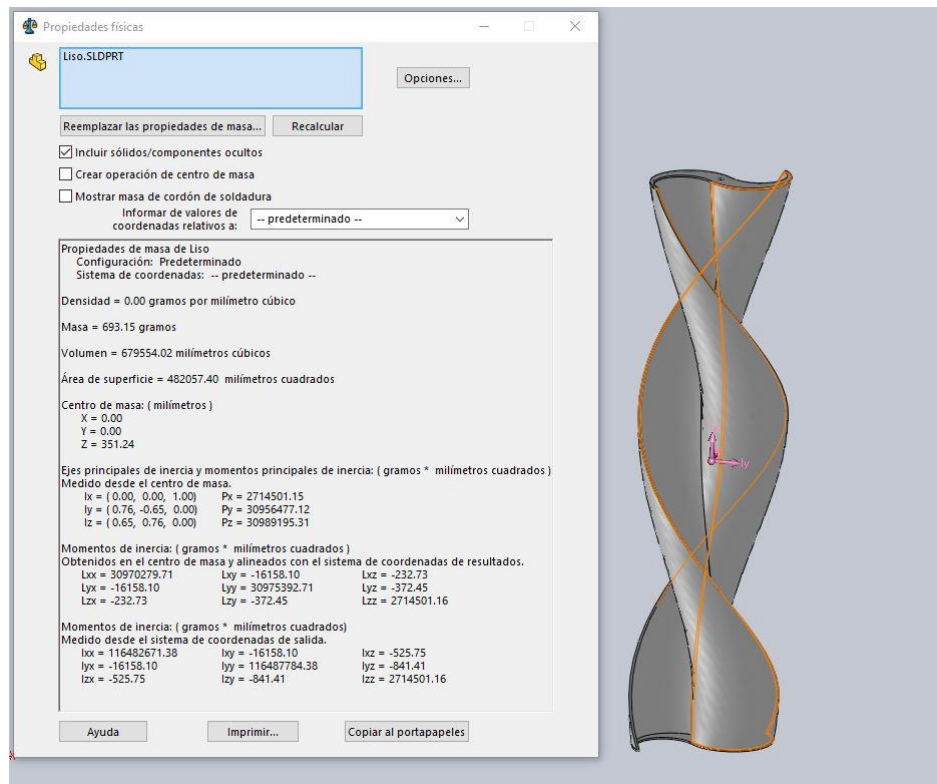 Propiedades físicas
Liso.SLDPRT
Opciones...
Reemplazar las propiedades de masa...
Recalcular
Incluir sólidos/componentes ocultos
Crear operación de centro de masa
Mostrar masa de cordón de soldadura
Informar de valores de
coordenadas relativos a:
-- predeterminado --
Propiedades de masa de Liso
Configuración: Predeterminado
Sistema de coordenadas: -- predeterminado --
Densidad = 0.00 gramos por milímetro cúbico
Masa = 693.15 gramos
Volumen = 679554.02 milímetros cúbicos
Área de superficie = 482057.40 milímetros cuadrados
Centro de masa: ( milímetros )
X = 0.00
Y = 0.00
Z = 351.24
Ejes principales de inercia y momentos principales de inercia: ( gramos * milímetros cuadrados )
Medido desde el centro de masa.
Ix = ( 0.00, 0.00, 1.00) Px = 2714501.15
Iy = ( 0.76, -0.65, 0.00) Py = 30956477.12
Iz = ( 0.65, 0.76, 0.00) Pz = 30989195.31
Momentos de inercia: ( gramos * milímetros cuadrados )
Obtenidos en el centro de masa y alineados con el sistema de coordenadas de resultados.
Lxx = 30970279.71 Lxy = -16158.10 Lxz = -232.73
Lyx = -16158.10 Lyy = 30975392.71 Lyz = -372.45
Lzx = -232.73 Lzy = -372.45 Lzz = 2714501.16
Momentos de inercia: ( gramos * milímetros cuadrados)
Medido desde el sistema de coordenadas de salida.
Ixx = 116482671.38 Ixy = -16158.10 Ixz = -525.75
Iyx = -16158.10 Iyy = 116487784.38 Iyz = -841.41
Izx = -525.75 Izy = -841.41 Izz = 2714501.16
Ayuda
Imprimir...
Copiar al portapapeles
Iy